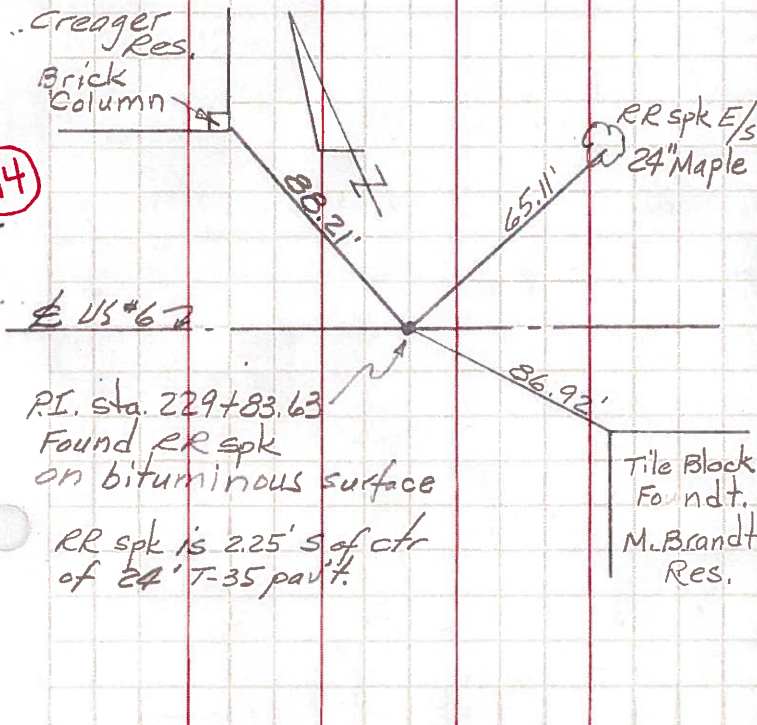 Creager
Res.
Brick
Column
RR spk E/s
24" Maple
14
88.21'
65.11'
N
℄ US #6
86.92'
P.I. sta. 229+83.63
Found RR spk
on bituminous surface
Tile Block
Foundt.
M. Brandt
Res.
RR spk is 2.25' S of ctr
of 24' T-35 pav't.